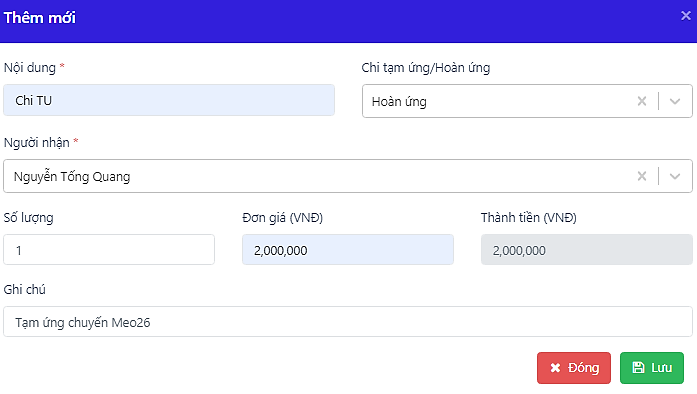 Thêm mới
Nội dung *
Chi tạm ứng/Hoàn ứng
Chi TU
Hoàn ứng
Người nhận *
Nguyễn Tống Quang
Số lượng
Đơn giá (VNĐ)
Thành tiền (VNĐ)
1
2,000,000
2,000,000
Ghi chú
Tạm ứng chuyến Meo26
Đóng
Lưu